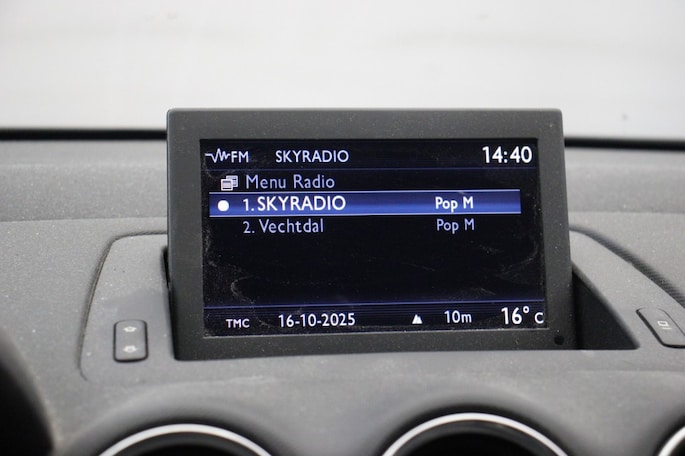 FM SKYRADIO 14:40
Menu Radio
1. SKYRADIO Pop M
2. Vechtdal Pop M
TMC 16-10-2025 10m 16° C